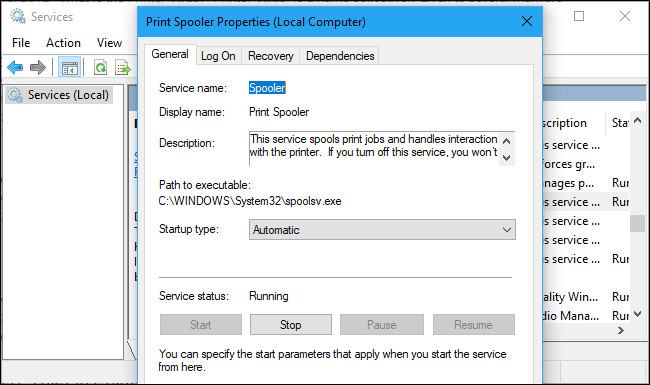 Services
File Action View
Services (Local)
Print Spooler Properties (Local Computer)
General Log On Recovery Dependencies
Service name: Spooler
Display name: Print Spooler
Description: This service spools print jobs and handles interaction
with the printer. If you turn off this service, you won't
Path to executable:
C:\WINDOWS\System32\spoolsv.exe
Startup type: Automatic
Service status: Running
Start Stop Pause Resume
You can specify the start parameters that apply when you start the service
from here.
scription Sta
s service ...
forces gr...
anages p... Rur
s service ... Rur
s service ...
s service ...
s service ... Rur
ality Win... Rur
dio Mana... Rur